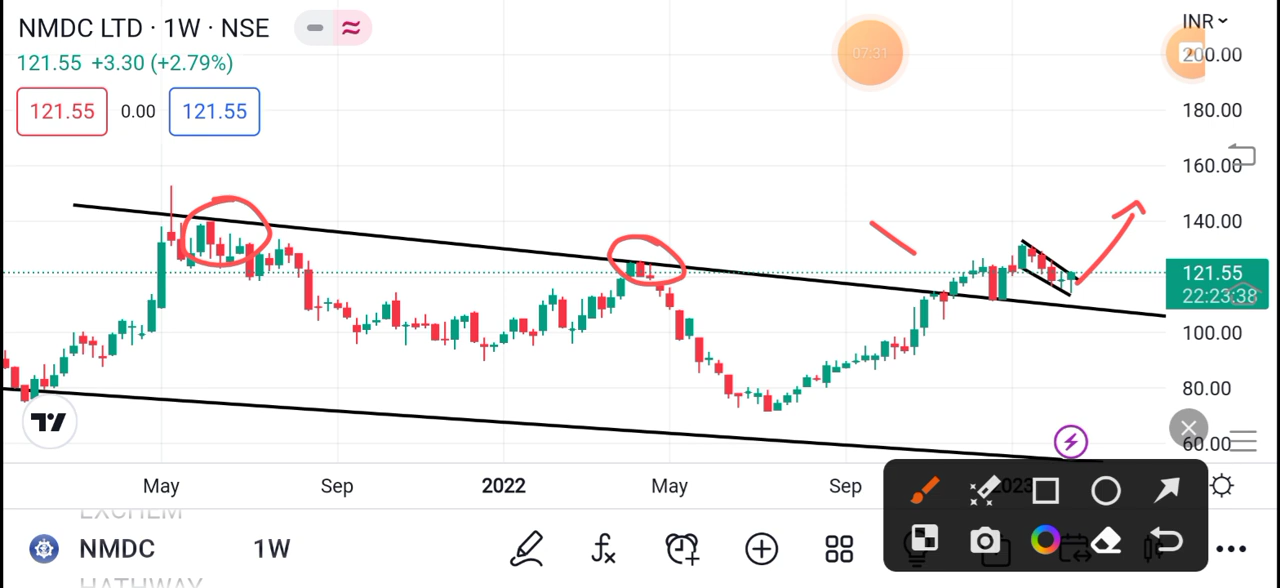 NMDC LTD · 1W · NSE
INR
121.55 +3.30 (+2.79%)
07:31
200.00
121.55 0.00 121.55
180.00
160.00
140.00
121.55
22:23:38
100.00
80.00
60.00
May Sep 2022 May Sep 2023
EXCHEM
NMDC 1W
HATHWAY